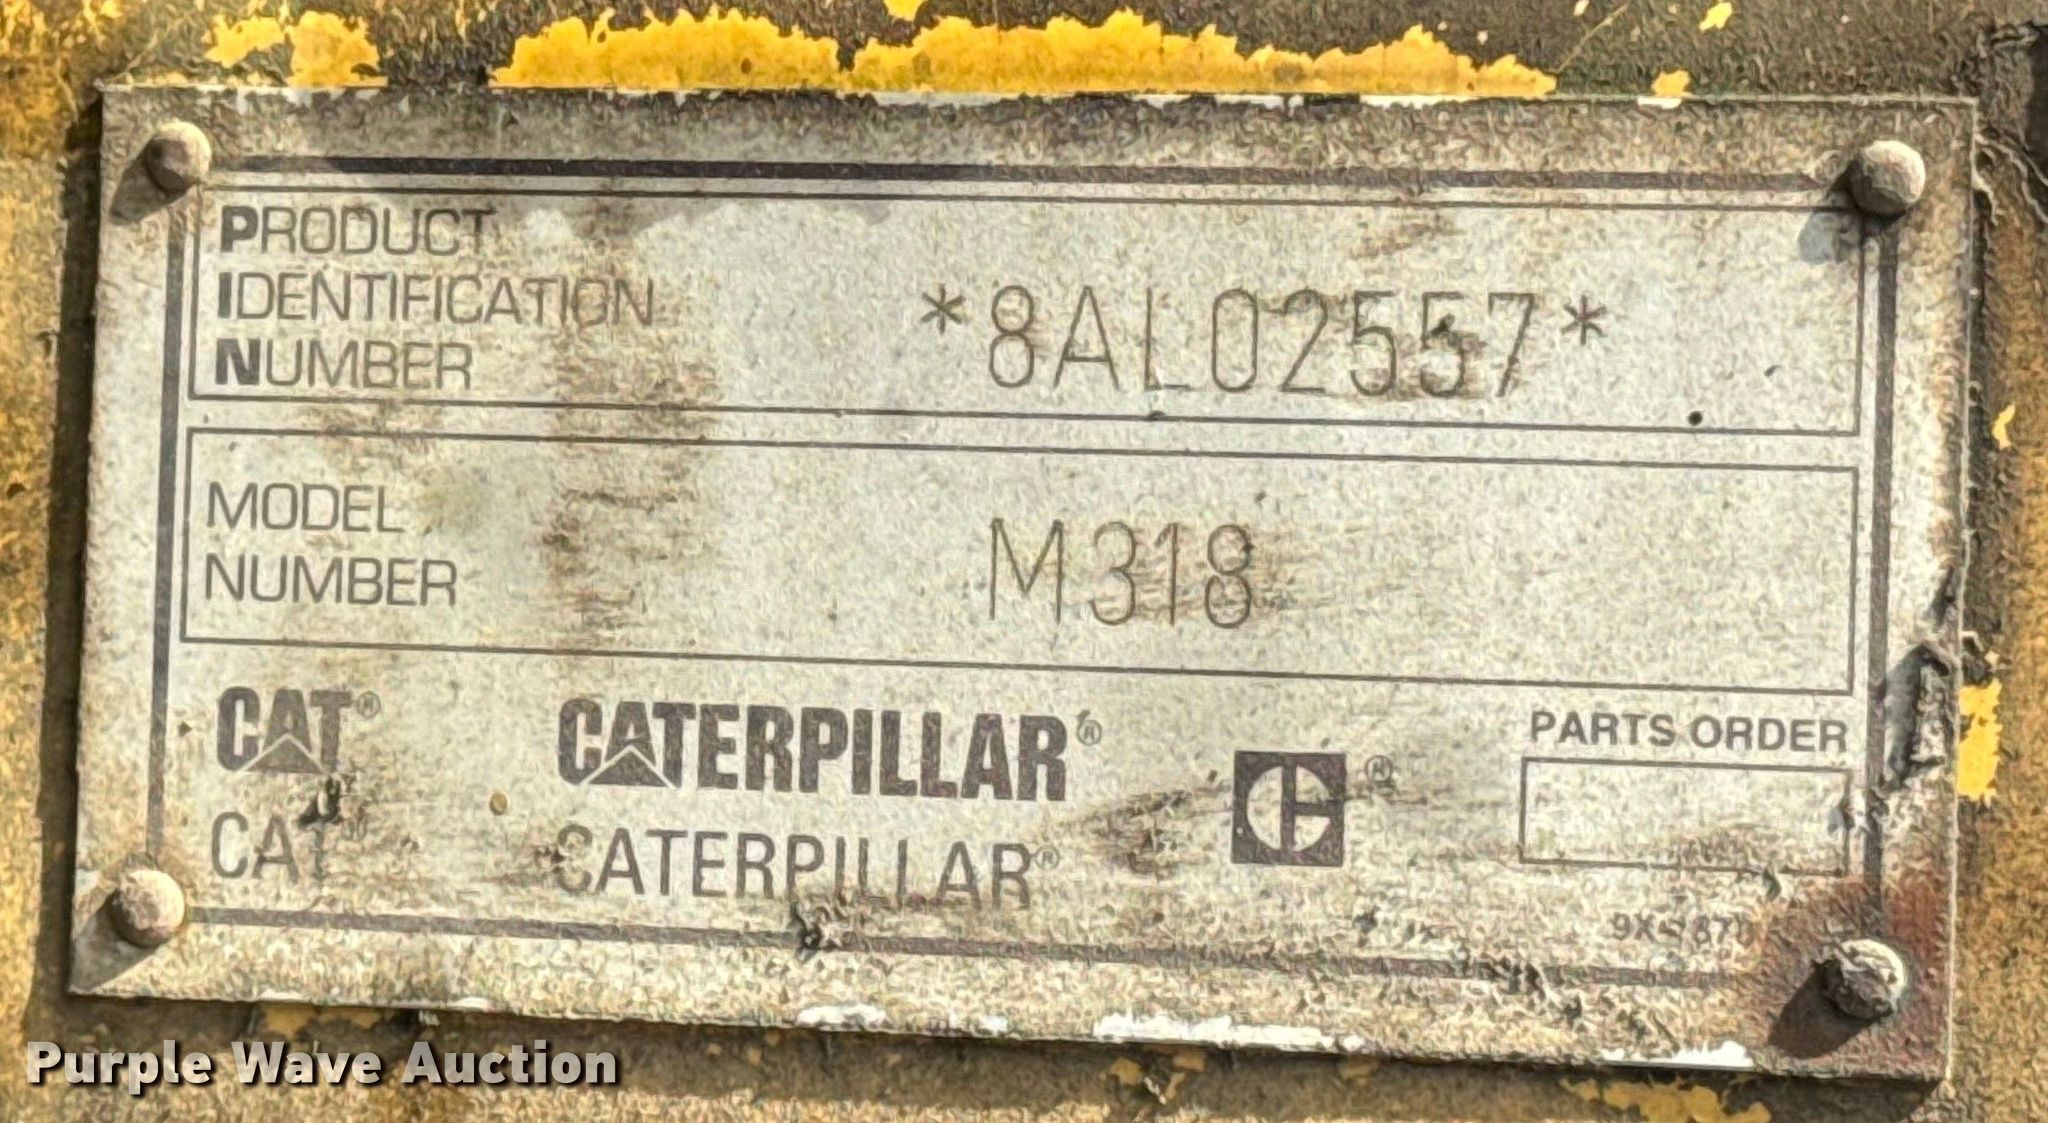 PRODUCT
IDENTIFICATION
NUMBER
*8AL02557*
MODEL
NUMBER
M318
CAT® CATERPILLAR® ®
PARTS ORDER
CAT® CATERPILLAR®
Purple Wave Auction